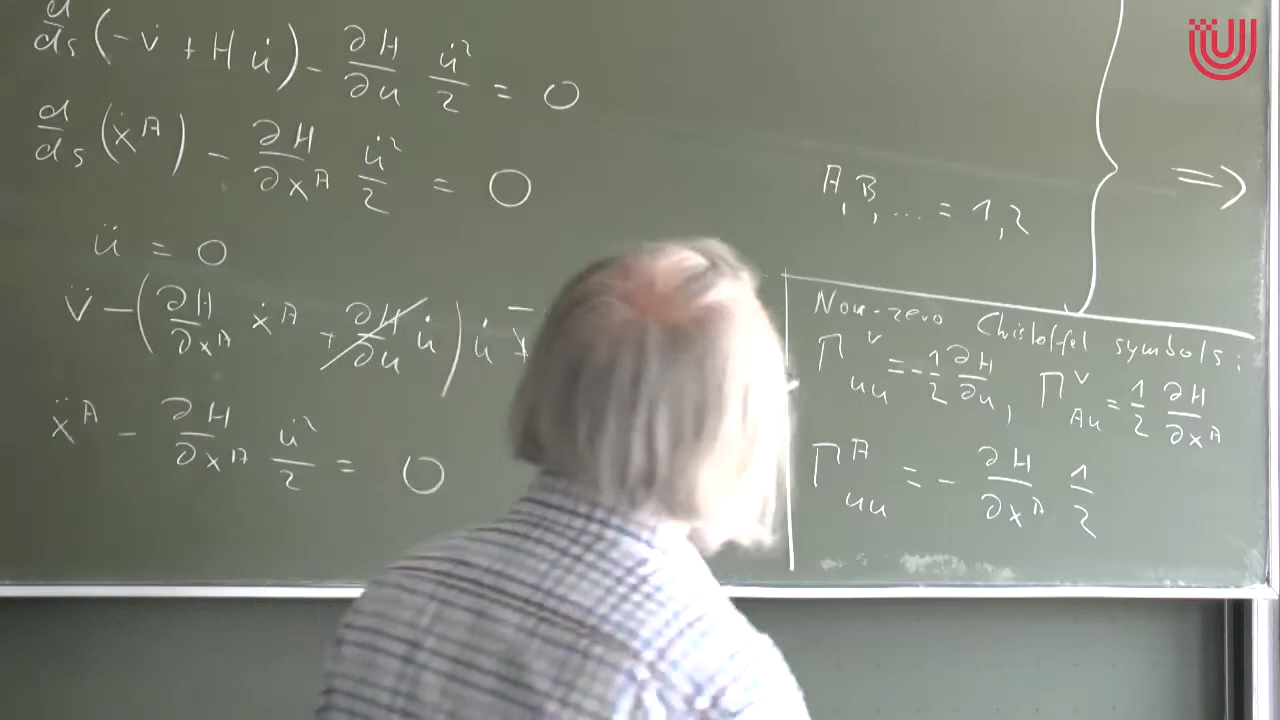 d/ds (-v̇ + H u̇) - ∂H/∂u u̇²/2 = 0
d/ds (ẋ^A) - ∂H/∂x^A u̇²/2 = 0
ü = 0
v̈ - (∂H/∂x^A ẋ^A + ∂H/∂u u̇) u̇
ẍ^A - ∂H/∂x^A u̇²/2 = 0
A, B, ... = 1, 2
⇒
Non-zero Christoffel symbols:
Γ^v_uu = -1/2 ∂H/∂u, Γ^v_Au = 1/2 ∂H/∂x^A
Γ^A_uu = - ∂H/∂x^A 1/2